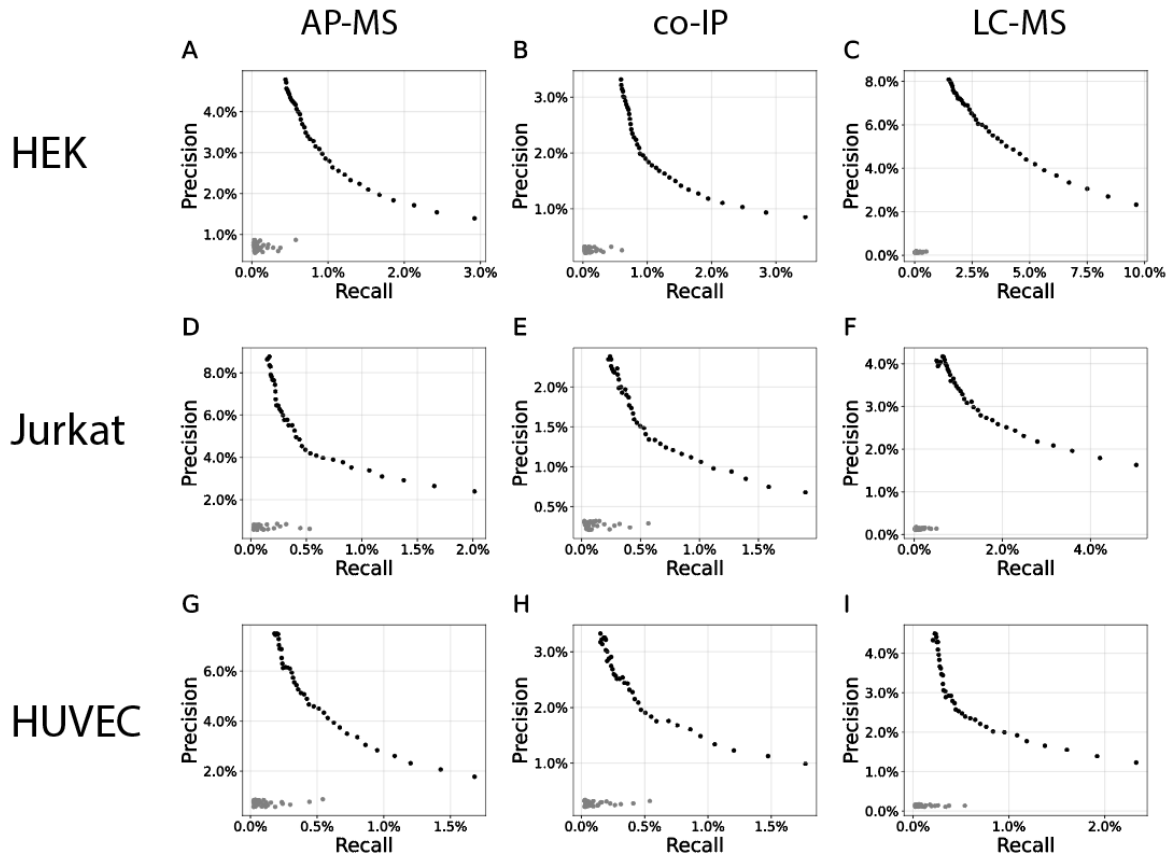 AP-MS co-IP LC-MS
A B C
HEK
Precision
4.0%
3.0%
2.0%
1.0%
0.0% 1.0% 2.0% 3.0%
Recall
Precision
3.0%
2.0%
1.0%
0.0% 1.0% 2.0% 3.0%
Recall
Precision
8.0%
6.0%
4.0%
2.0%
0.0%
0.0% 2.5% 5.0% 7.5% 10.0%
Recall
D E F
Jurkat
Precision
8.0%
6.0%
4.0%
2.0%
0.0% 0.5% 1.0% 1.5% 2.0%
Recall
Precision
2.0%
1.5%
1.0%
0.5%
0.0% 0.5% 1.0% 1.5%
Recall
Precision
4.0%
3.0%
2.0%
1.0%
0.0%
0.0% 2.0% 4.0%
Recall
G H I
HUVEC
Precision
6.0%
4.0%
2.0%
0.0% 0.5% 1.0% 1.5%
Recall
Precision
3.0%
2.0%
1.0%
0.0% 0.5% 1.0% 1.5%
Recall
Precision
4.0%
3.0%
2.0%
1.0%
0.0%
0.0% 1.0% 2.0%
Recall